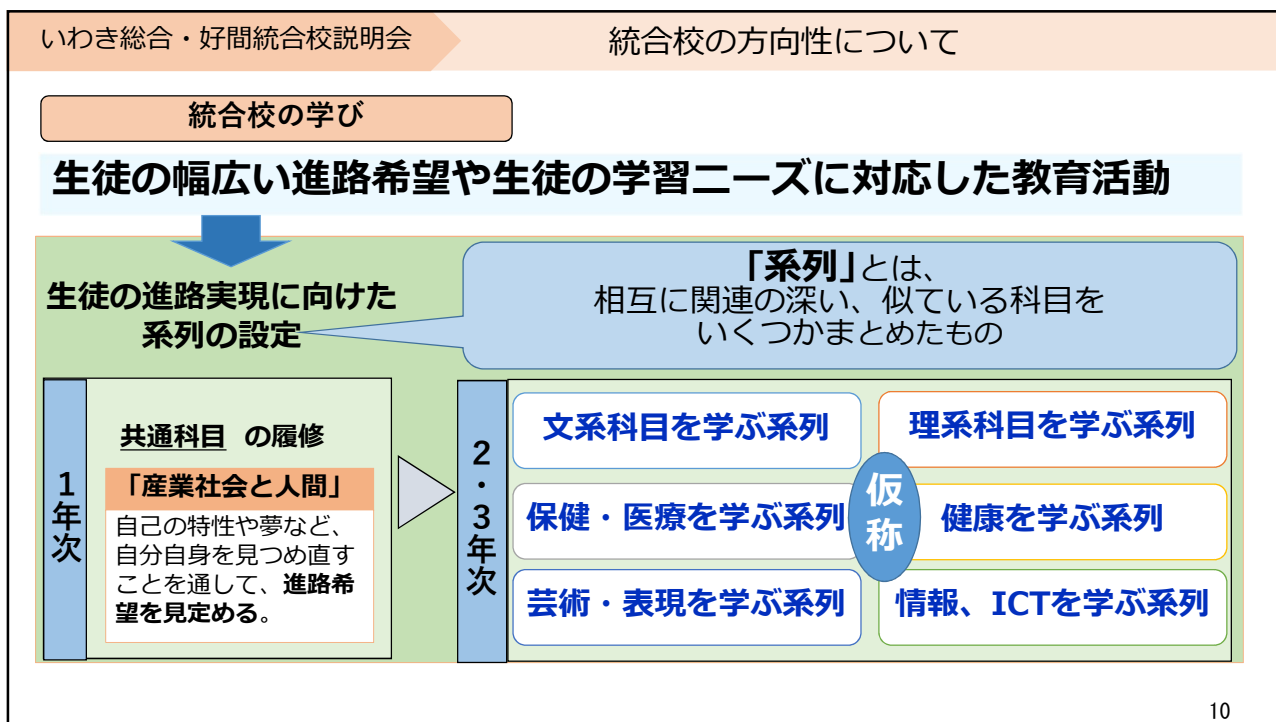 いわき総合・好間統合校説明会
統合校の方向性について
統合校の学び
生徒の幅広い進路希望や生徒の学習ニーズに対応した教育活動
生徒の進路実現に向けた
系列の設定
「系列」とは、
相互に関連の深い、似ている科目を
いくつかまとめたもの
1年次
共通科目 の履修
「産業社会と人間」
自己の特性や夢など、
自分自身を見つめ直す
ことを通して、進路希
望を見定める。
2・3年次
文系科目を学ぶ系列
理系科目を学ぶ系列
保健・医療を学ぶ系列
仮称
健康を学ぶ系列
芸術・表現を学ぶ系列
情報、ICTを学ぶ系列
10